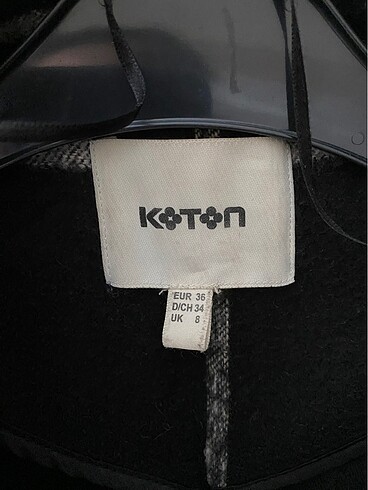 KOTON
EUR 36
D/CH 34
UK 8